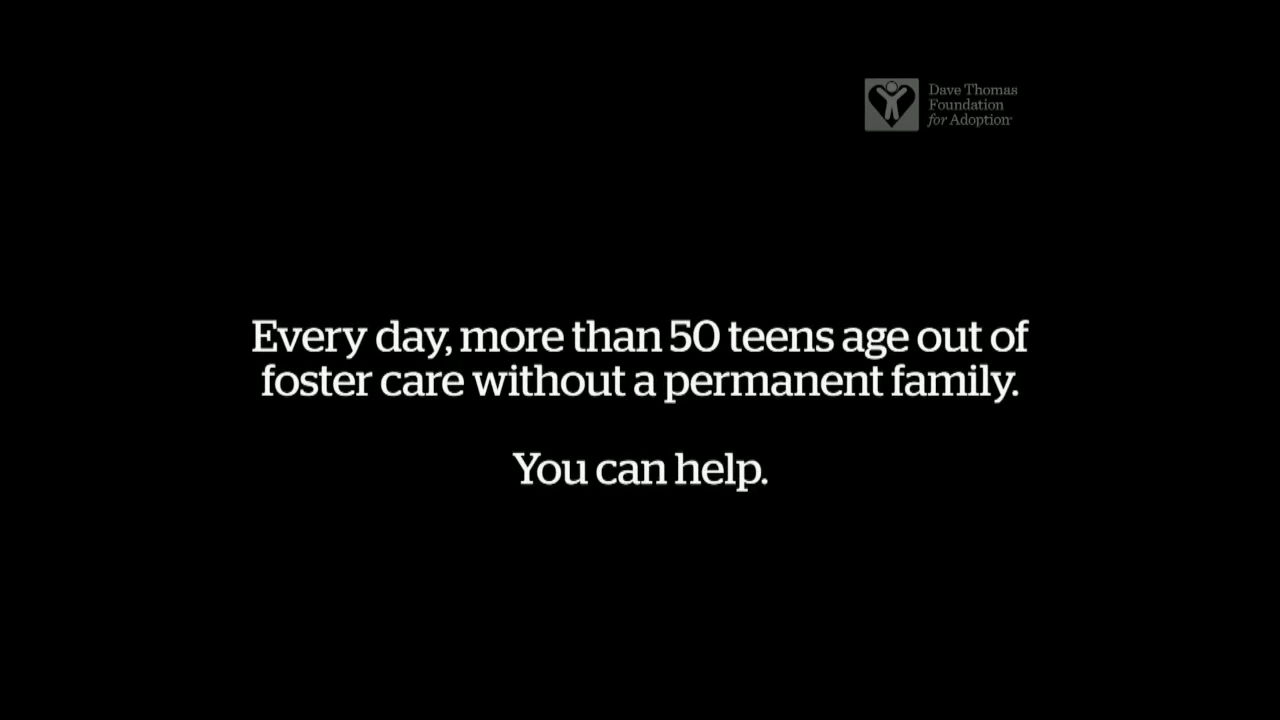 Dave Thomas
Foundation
for Adoption
Every day, more than 50 teens age out of
foster care without a permanent family.
You can help.